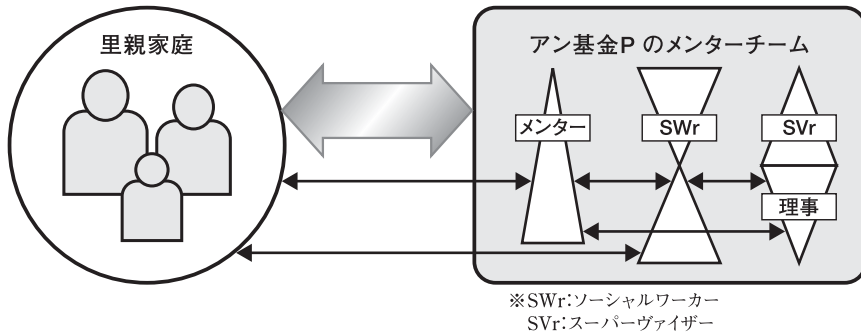 里親家庭
アン基金P のメンターチーム
メンター
SWr
SVr
理事
※SWr:ソーシャルワーカー
SVr:スーパーヴァイザー